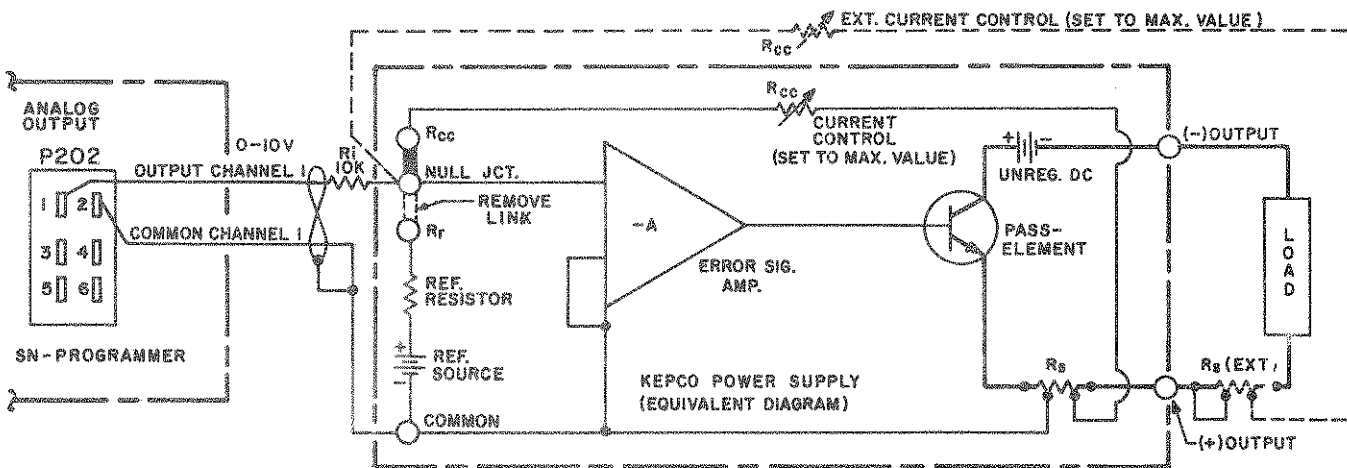 EXT. CURRENT CONTROL (SET TO MAX. VALUE)
Rcc
ANALOG
OUTPUT
P202
1 2
3 4
5 6
SN-PROGRAMMER
0-10V
OUTPUT CHANNEL 1
COMMON CHANNEL 1
Ri
10K
Rcc
NULL JCT.
REMOVE
LINK
Rr
REF.
RESISTOR
+
REF.
SOURCE
-
COMMON
Rcc
CURRENT
CONTROL
(SET TO MAX. VALUE)
-A
ERROR SIG.
AMP.
KEPCO POWER SUPPLY
(EQUIVALENT DIAGRAM)
+ -
UNREG. DC
PASS-
ELEMENT
Rs
(-)OUTPUT
LOAD
Rs (EXT,
(+)OUTPUT